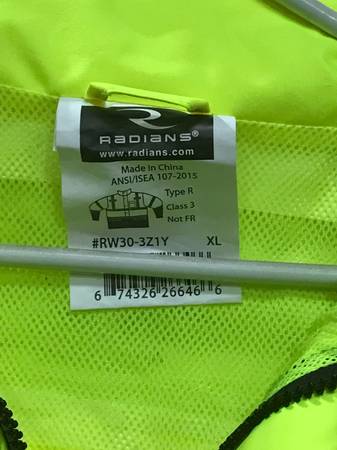 RADIANS®
www.radians.com
Made in China
ANSI/ISEA 107-2015
Type R
Class 3
Not FR
#RW30-3Z1Y XL
6 74326 26646 6